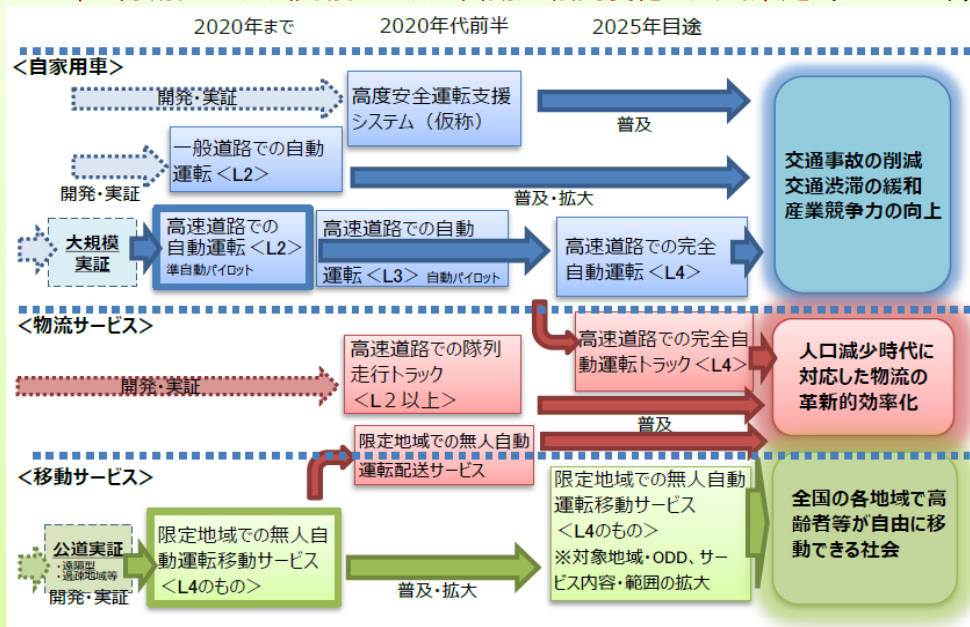 2020年まで
2020年代前半
2025年目途
<自家用車>
開発・実証
高度安全運転支援
システム（仮称）
普及
一般道路での自動
運転<L2>
開発・実証
普及・拡大
大規模
実証
高速道路での
自動運転<L2>
準自動パイロット
高速道路での自動
運転<L3> 自動パイロット
高速道路での完全
自動運転<L4>
交通事故の削減
交通渋滞の緩和
産業競争力の向上
<物流サービス>
開発・実証
高速道路での隊列
走行トラック
<L２以上>
高速道路での完全自
動運転トラック<L4>
普及
限定地域での無人自動
運転配送サービス
人口減少時代に
対応した物流の
革新的効率化
<移動サービス>
公道実証
・遠隔型
・過疎地域等
開発・実証
限定地域での無人自
動運転移動サービス
<L4のもの>
普及・拡大
限定地域での無人自動
運転移動サービス
<L4のもの>
※対象地域・ODD、サー
ビス内容・範囲の拡大
全国の各地域で高
齢者等が自由に移
動できる社会